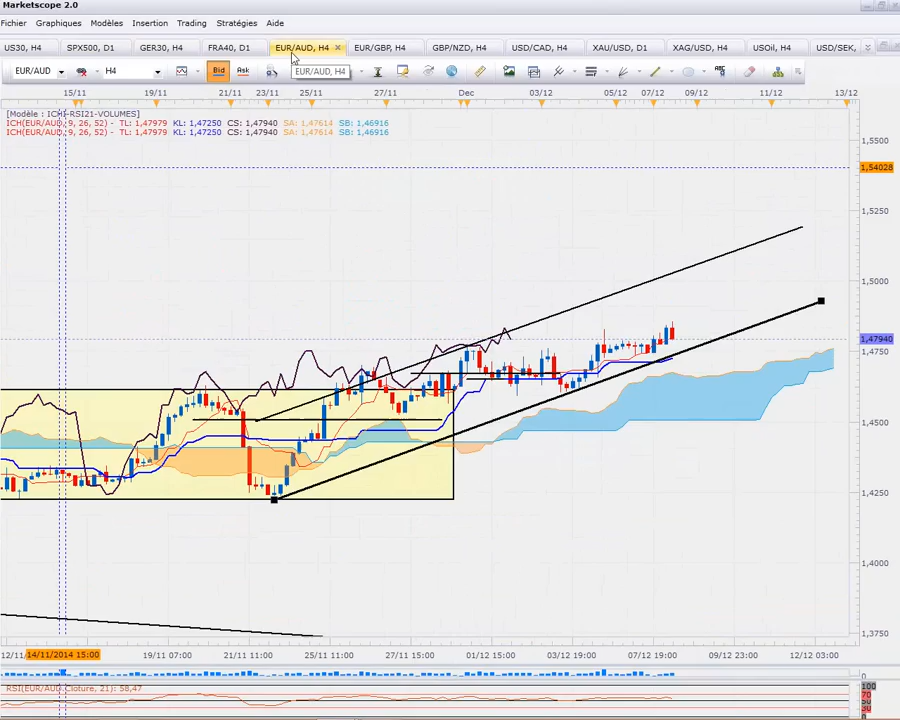 Marketscope 2.0
Fichier Graphiques Modèles Insertion Trading Stratégies Aide
US30, H4 SPX500, D1 GER30, H4 FRA40, D1 EUR/AUD, H4 EUR/GBP, H4 GBP/NZD, H4 USD/CAD, H4 XAU/USD, D1 XAG/USD, H4 USOil, H4 USD/SEK,
EUR/AUD H4 Bid Ask EUR/AUD, H4
15/11 19/11 21/11 23/11 25/11 27/11 Dec 03/12 05/12 07/12 09/12 11/12 13/12
[Modèle : ICHI-RSI21-VOLUMES]
ICH(EUR/AUD, 9, 26, 52) - TL: 1,47979 KL: 1,47250 CS: 1,47940 SA: 1,47614 SB: 1,46916
ICH(EUR/AUD, 9, 26, 52) - TL: 1,47979 KL: 1,47250 CS: 1,47940 SA: 1,47614 SB: 1,46916
1,5500
1,54028
1,5250
1,5000
1,47940
1,4750
1,4500
1,4250
1,4000
1,3750
12/11 14/11/2014 15:00 19/11 07:00 21/11 11:00 25/11 11:00 27/11 15:00 01/12 15:00 03/12 19:00 07/12 19:00 09/12 23:00 12/12 03:00
0
RSI(EUR/AUD.Cloture, 21): 58,47
100
70
50
30
0